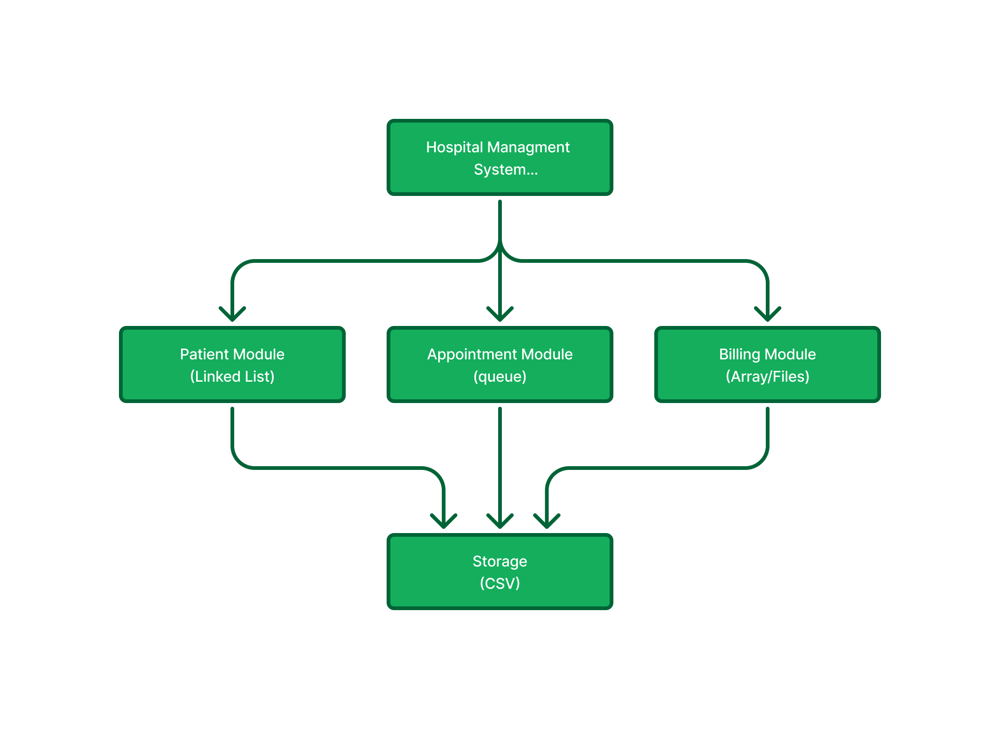 Hospital Managment
System...
Patient Module
(Linked List)
Appointment Module
(queue)
Billing Module
(Array/Files)
Storage
(CSV)